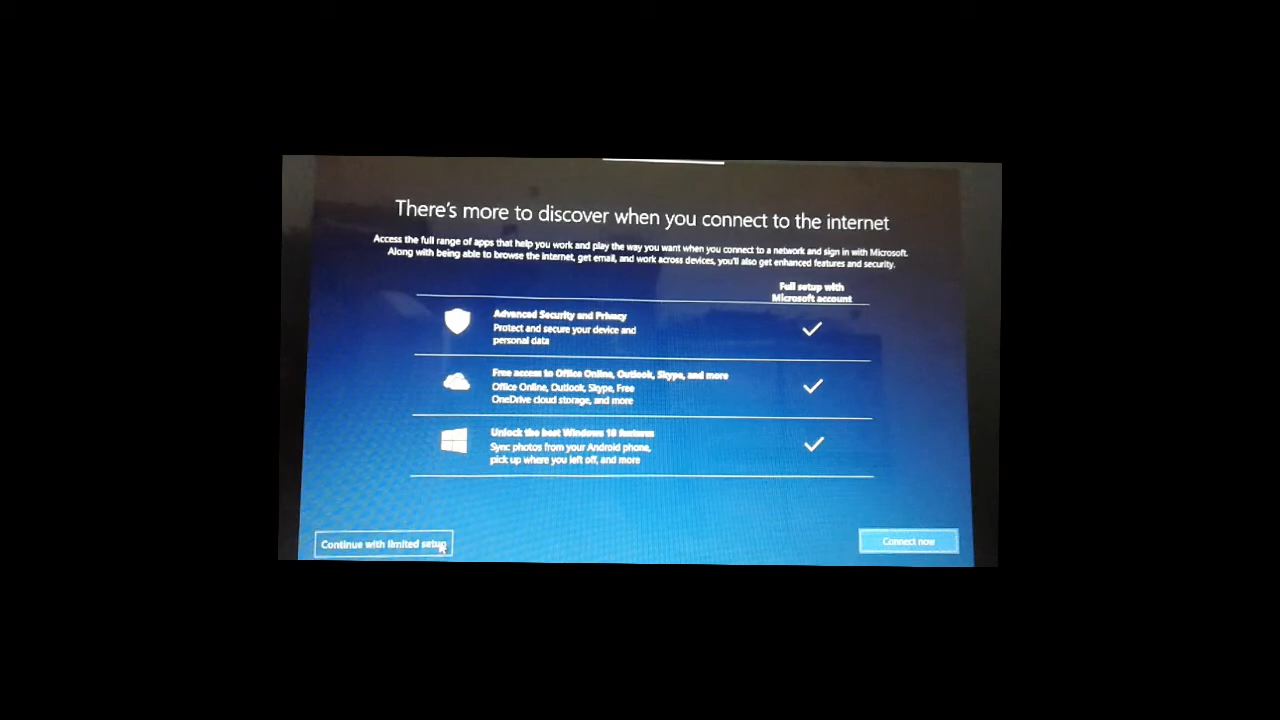 There's more to discover when you connect to the internet
Access the full range of apps that help you work and play the way you want when you connect to a network and sign in with Microsoft.
Along with being able to browse the internet, get email, and work across devices, you'll also get enhanced features and security.
Full setup with
Microsoft account
Advanced Security and Privacy
Protect and secure your device and
personal data
Free access to Office Online, Outlook, Skype, and more
Office Online, Outlook, Skype, Free
OneDrive cloud storage, and more
Unlock the best Windows 10 features
Sync photos from your Android phone,
pick up where you left off, and more
Continue with limited setup
Connect now